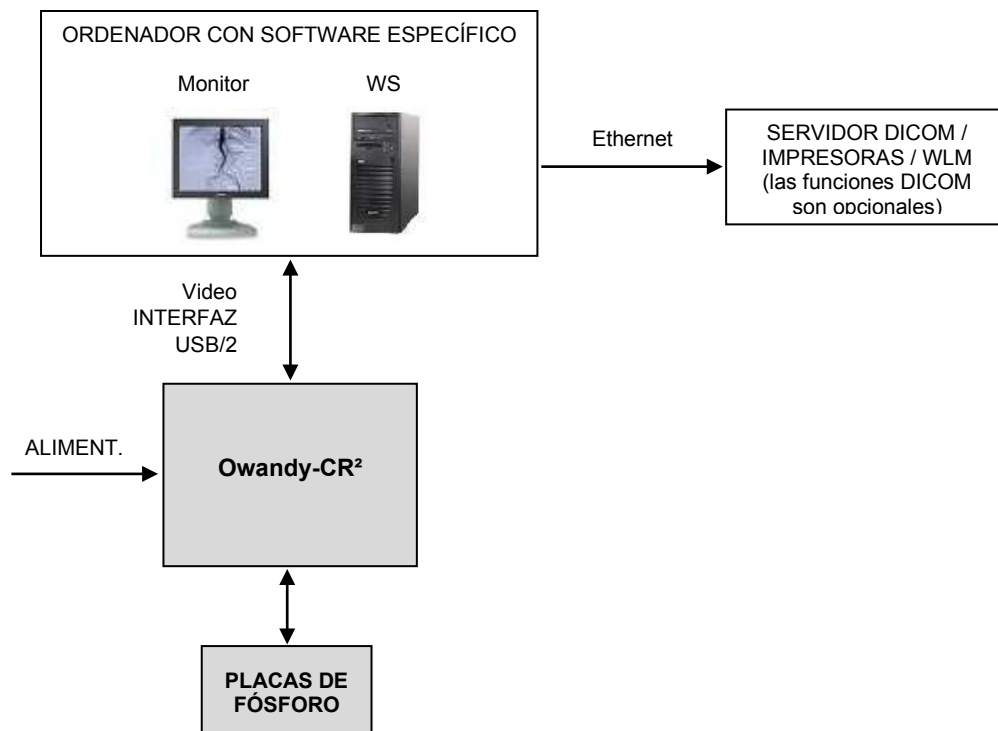 ORDENADOR CON SOFTWARE ESPECÍFICO
Monitor
WS
Ethernet
SERVIDOR DICOM /
IMPRESORAS / WLM
(las funciones DICOM
son opcionales)
Video
INTERFAZ
USB/2
ALIMENT.
Owandy-CR²
PLACAS DE
FÓSFORO